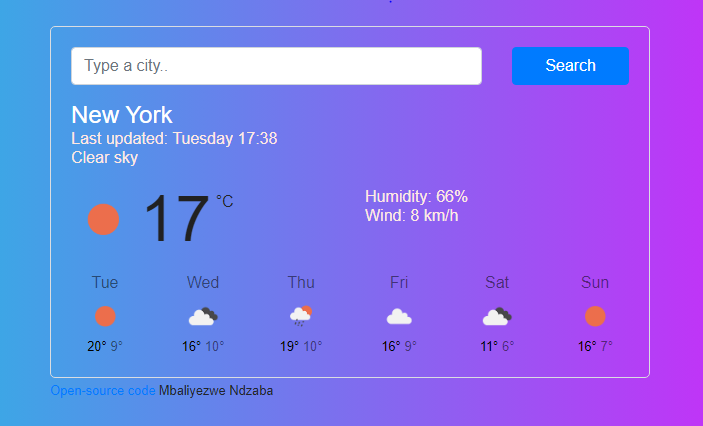 Type a city..
Search
New York
Last updated: Tuesday 17:38
Clear sky
17 °C
Humidity: 66%
Wind: 8 km/h
Tue Wed Thu Fri Sat Sun
20° 9° 16° 10° 19° 10° 16° 9° 11° 6° 16° 7°
Open-source code Mbaliyezwe Ndzaba